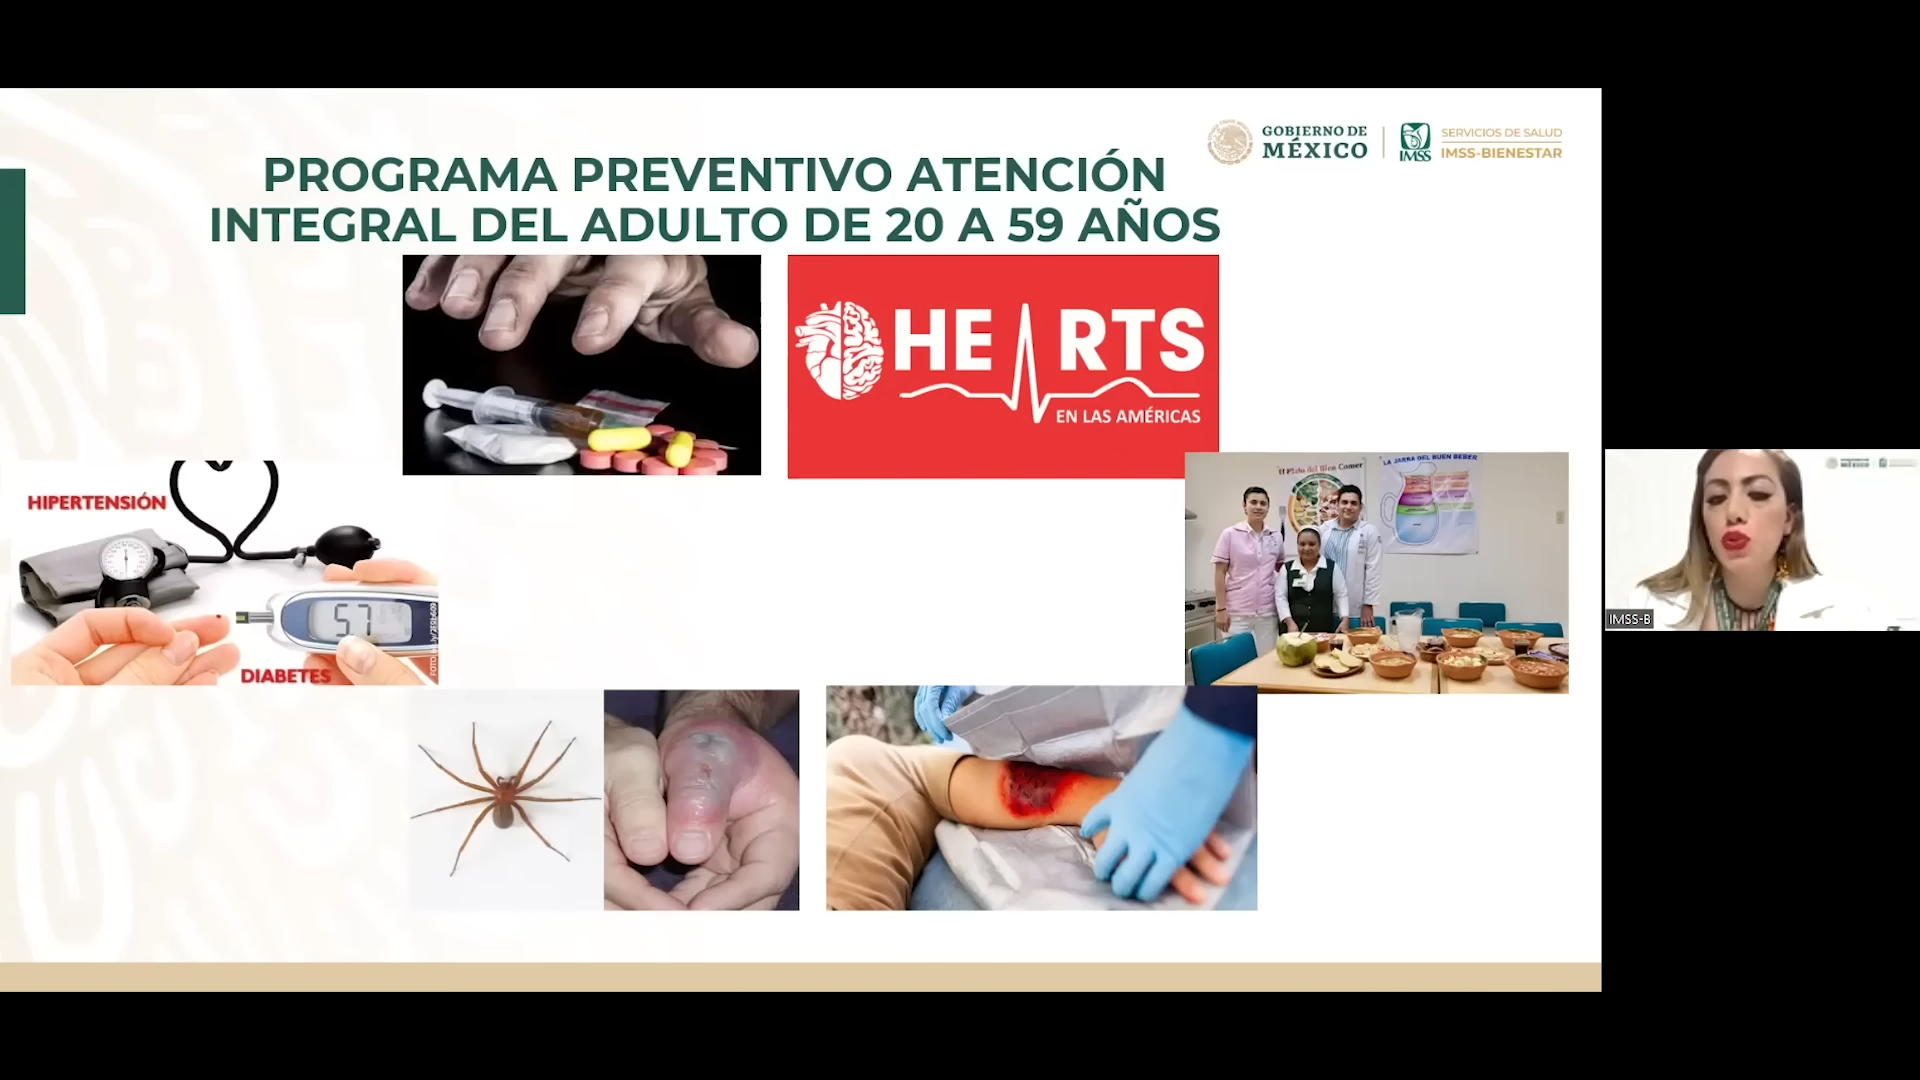 GOBIERNO DE
MÉXICO
IMSS
SERVICIOS DE SALUD
IMSS-BIENESTAR
PROGRAMA PREVENTIVO ATENCIÓN
INTEGRAL DEL ADULTO DE 20 A 59 AÑOS
HEARTS
EN LAS AMÉRICAS
HIPERTENSIÓN
57
DIABETES
El Plato del Bien Comer
LA JARRA DEL BUEN BEBER
IMSS-B